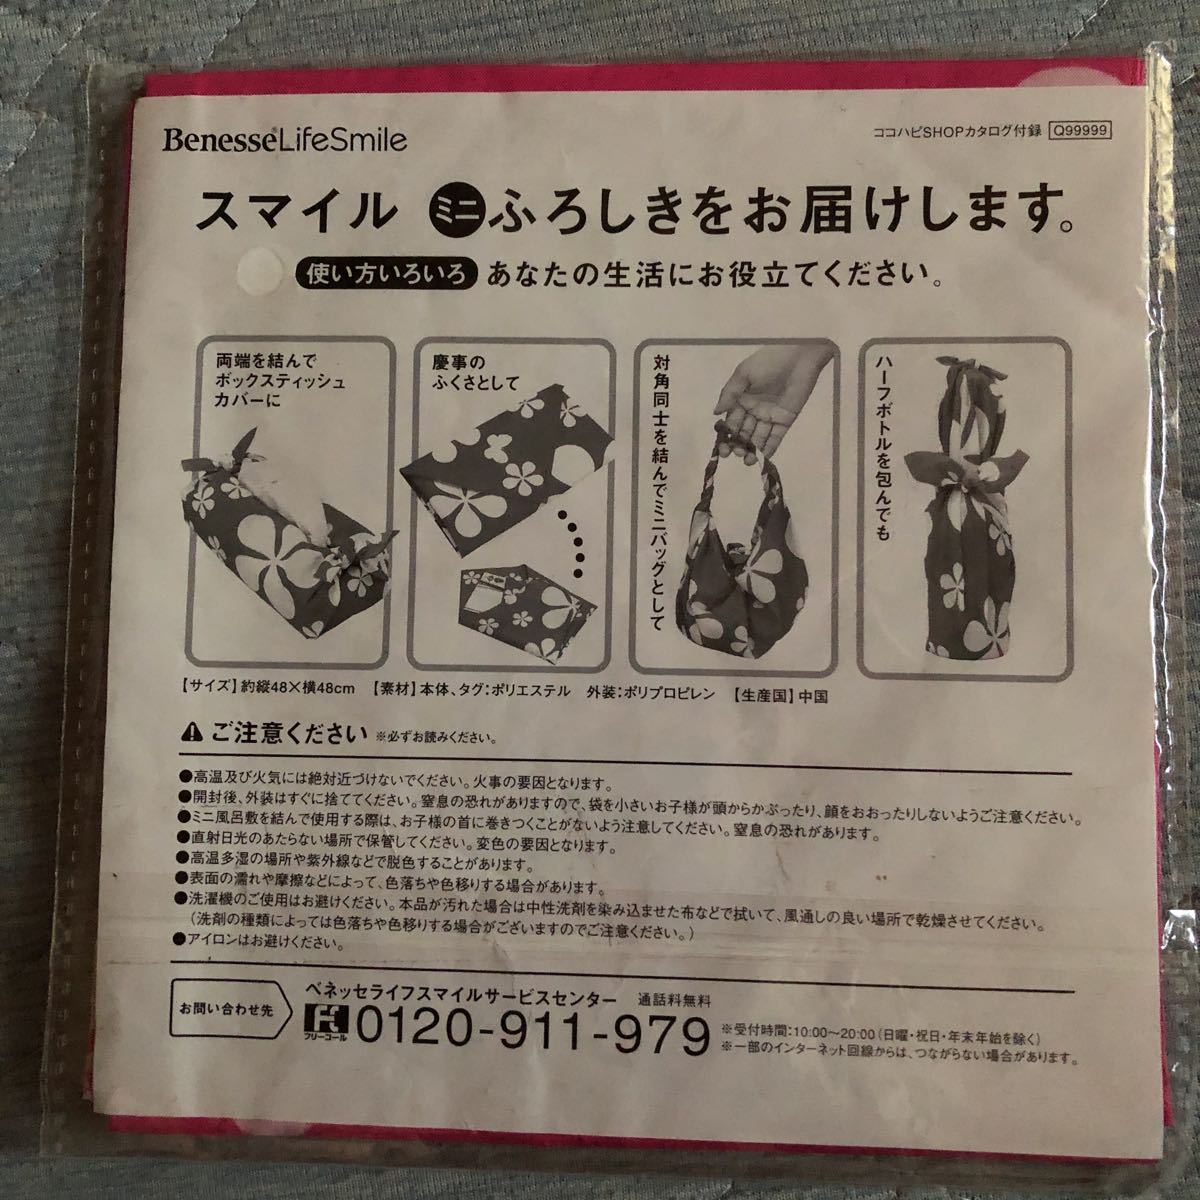 Benesse®LifeSmile
ココハピSHOPカタログ付録 Q99999
スマイル ミニ ふろしきをお届けします。
使い方いろいろ あなたの生活にお役立てください。
両端を結んで
ボックスティッシュ
カバーに
慶事の
ふくさとして
対角同士を結んでミニバッグとして
ハーフボトルを包んでも
【サイズ】約縦48×横48cm 【素材】本体、タグ:ポリエステル 外装:ポリプロピレン 【生産国】中国
ご注意ください ※必ずお読みください。
●高温及び火気には絶対近づけないでください。火事の要因となります。
●開封後、外装はすぐに捨ててください。窒息の恐れがありますので、袋を小さいお子様が頭からかぶったり、顔をおおったりしないようご注意ください。
●ミニ風呂敷を結んで使用する際は、お子様の首に巻きつくことがないよう注意してください。窒息の恐れがあります。
●直射日光のあたらない場所で保管してください。変色の要因となります。
●高温多湿の場所や紫外線などで脱色することがあります。
●表面の濡れや摩擦などによって、色落ちや色移りする場合があります。
●洗濯機のご使用はお避けください。本品が汚れた場合は中性洗剤を染み込ませた布などで拭いて、風通しの良い場所で乾燥させてください。
(洗剤の種類によっては色落ちや色移りする場合がございますのでご注意ください。)
●アイロンはお避けください。
お問い合わせ先
ベネッセライフスマイルサービスセンター 通話料無料
フリーコール 0120-911-979
※受付時間:10:00〜20:00(日曜・祝日・年末年始を除く)
※一部のインターネット回線からは、つながらない場合があります。